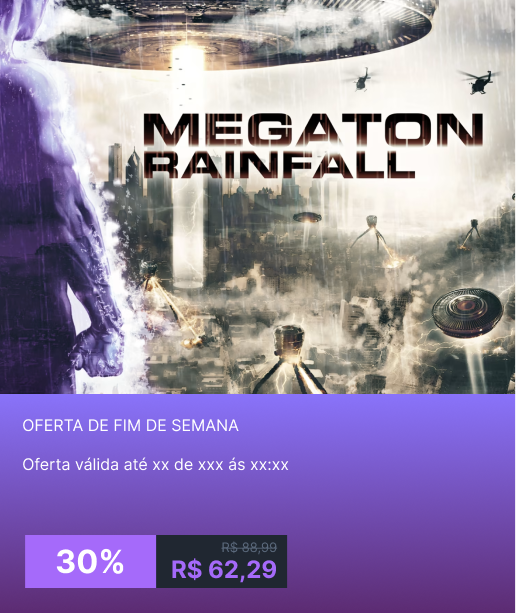 MEGATON
RAINFALL
OFERTA DE FIM DE SEMANA
Oferta válida até xx de xxx ás xx:xx
30%
R$ 88,99
R$ 62,29